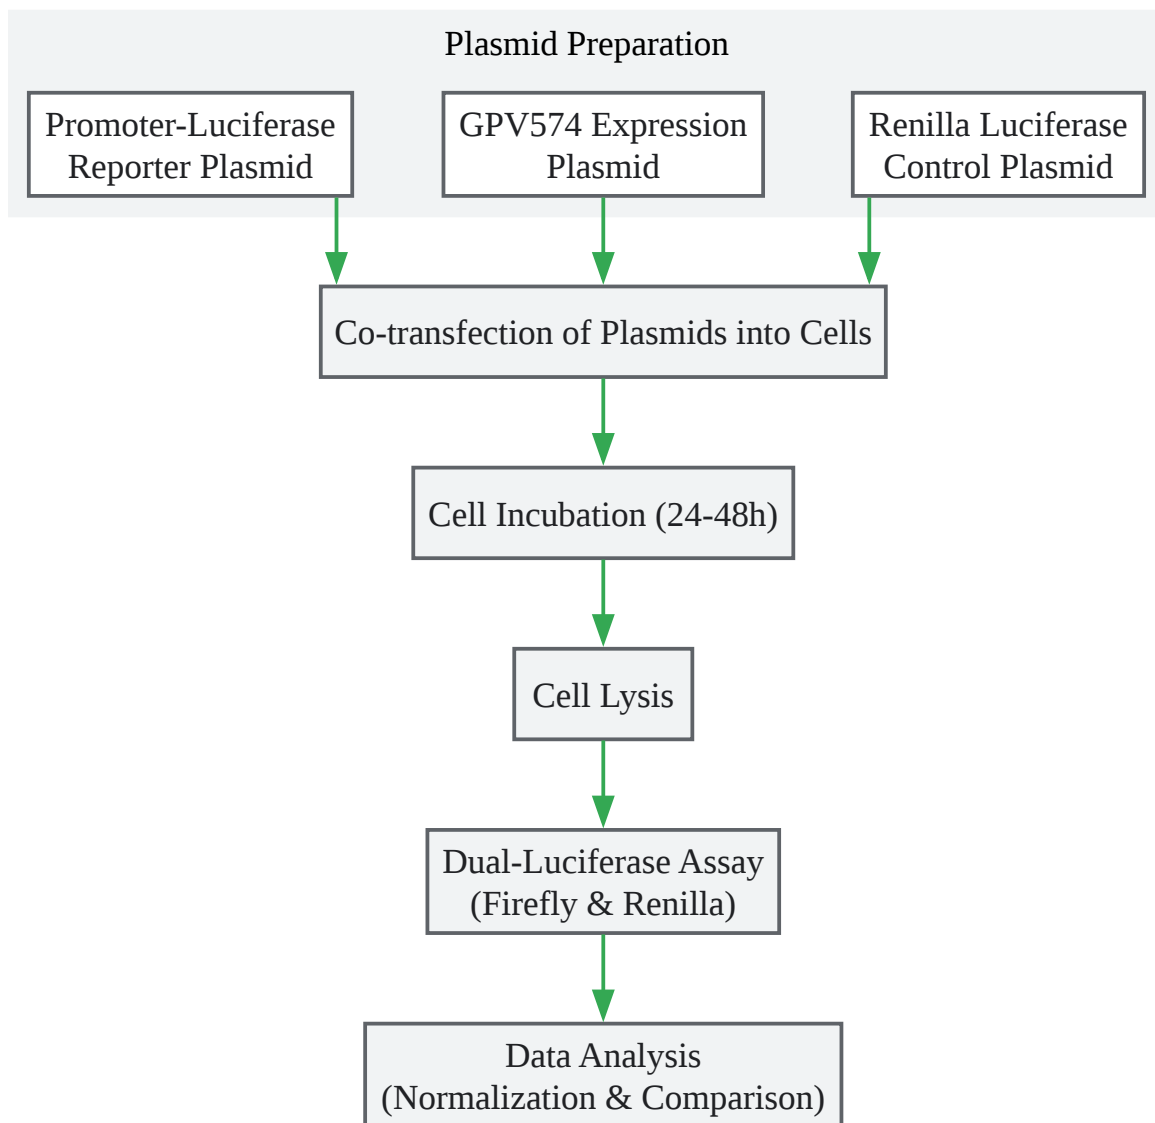 Plasmid Preparation
Promoter-Luciferase
Reporter Plasmid
GPV574 Expression
Plasmid
Renilla Luciferase
Control Plasmid
Co-transfection of Plasmids into Cells
Cell Incubation (24-48h)
Cell Lysis
Dual-Luciferase Assay
(Firefly & Renilla)
Data Analysis
(Normalization & Comparison)